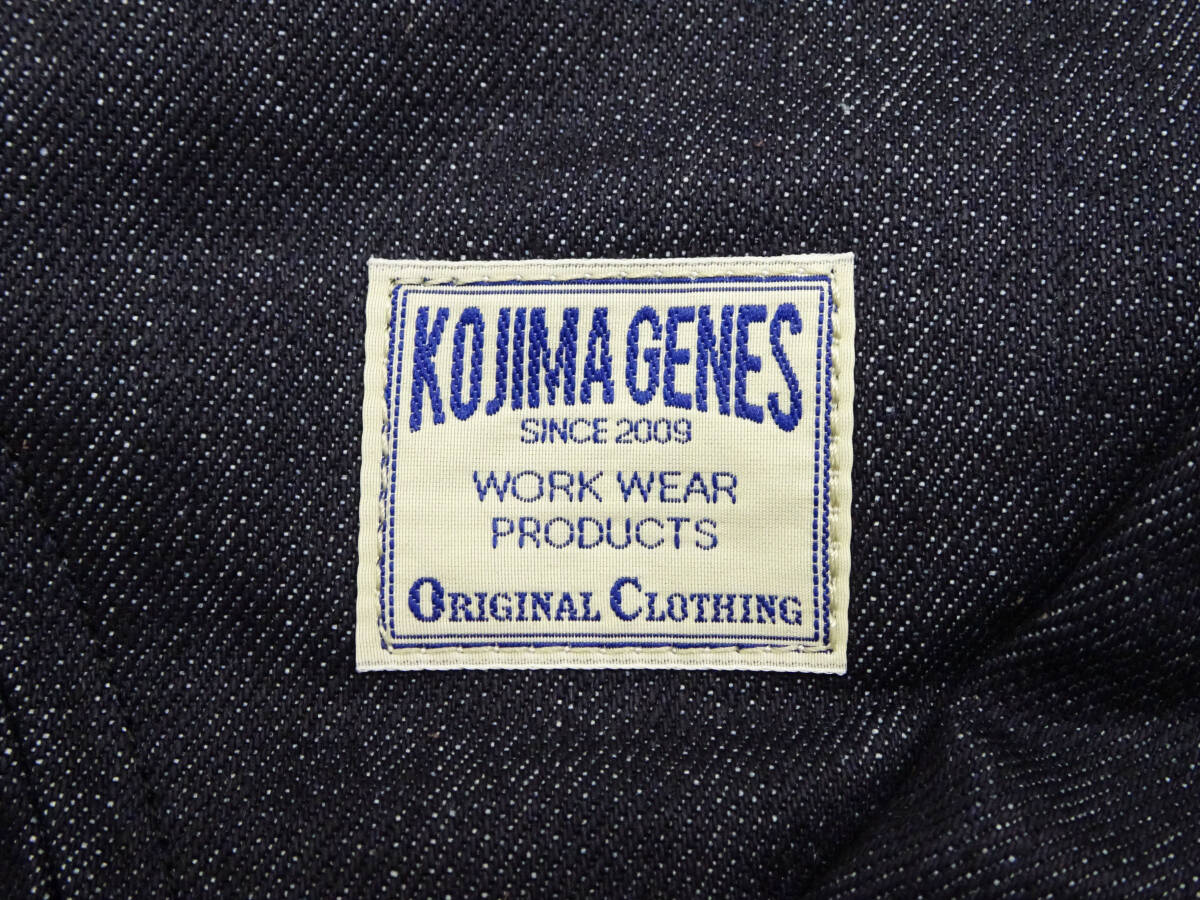 KOJIMA GENES
SINCE 2009
WORK WEAR
PRODUCTS
ORIGINAL CLOTHING